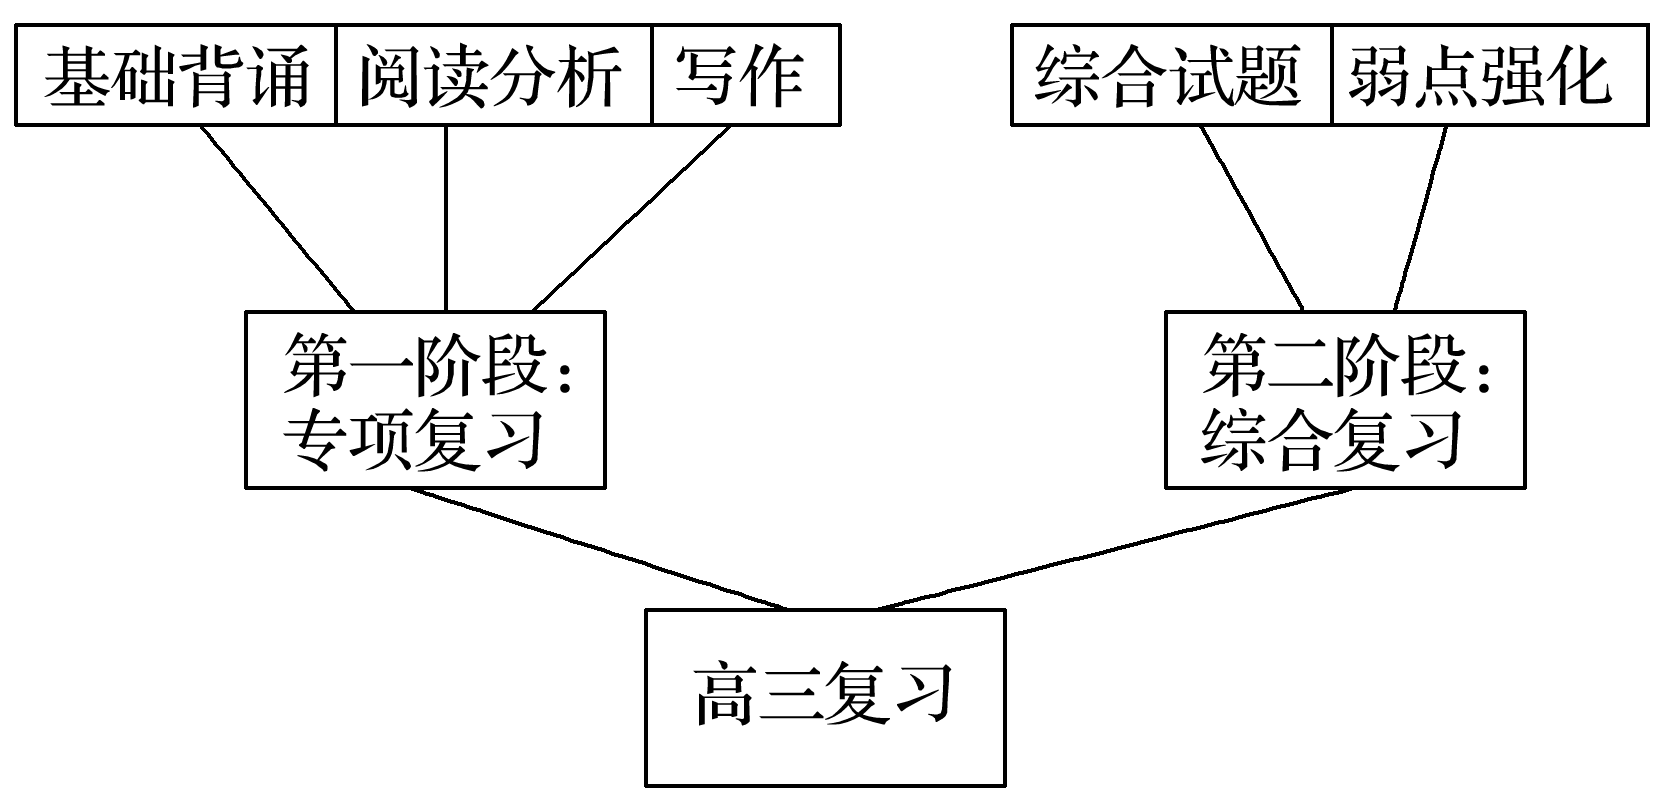 基础背诵
阅读分析
写作
综合试题
弱点强化
第一阶段：
专项复习
第二阶段：
综合复习
高三复习